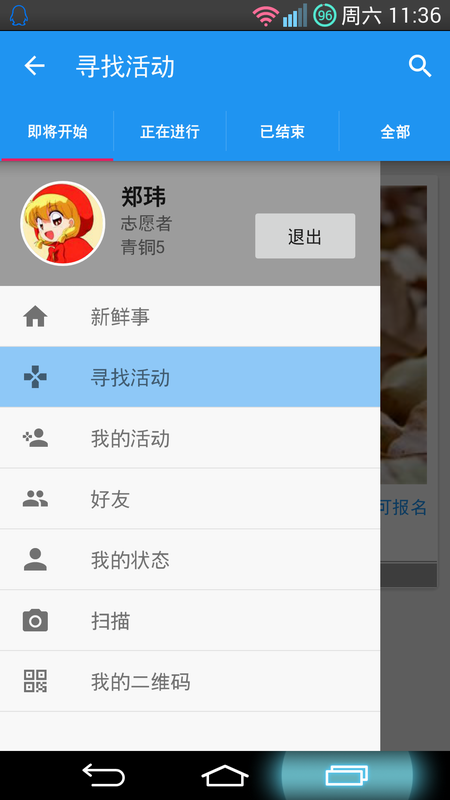 96 周六 11:36
寻找活动
即将开始 正在进行 已结束 全部
郑玮
志愿者
青铜5
退出
新鲜事
寻找活动
我的活动
好友
可报名
我的状态
扫描
我的二维码